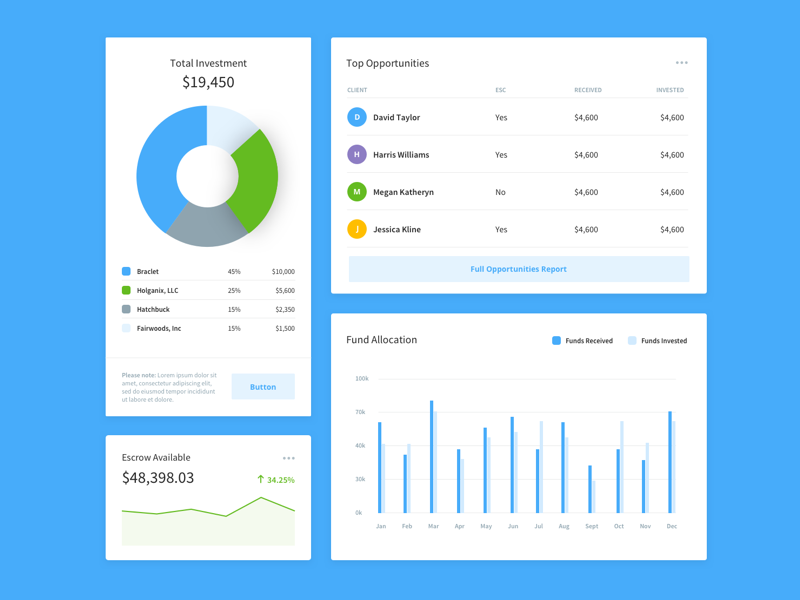 Total Investment
$19,450
Braclet 45% $10,000
Holganix, LLC 25% $5,600
Hatchbuck 15% $2,350
Fairwoods, Inc 15% $1,500
Please note: Lorem ipsum dolor sit
amet, consectetur adipiscing elit,
sed do eiusmod tempor incididunt
ut labore et dolore.
Button
Escrow Available
$48,398.03
34.25%
Top Opportunities
CLIENT ESC RECEIVED INVESTED
D David Taylor Yes $4,600 $4,600
H Harris Williams Yes $4,600 $4,600
M Megan Katheryn No $4,600 $4,600
J Jessica Kline Yes $4,600 $4,600
Full Opportunities Report
Fund Allocation
Funds Received Funds Invested
100k
70k
40k
30k
0k
Jan Feb Mar Apr May Jun Jul Aug Sept Oct Nov Dec